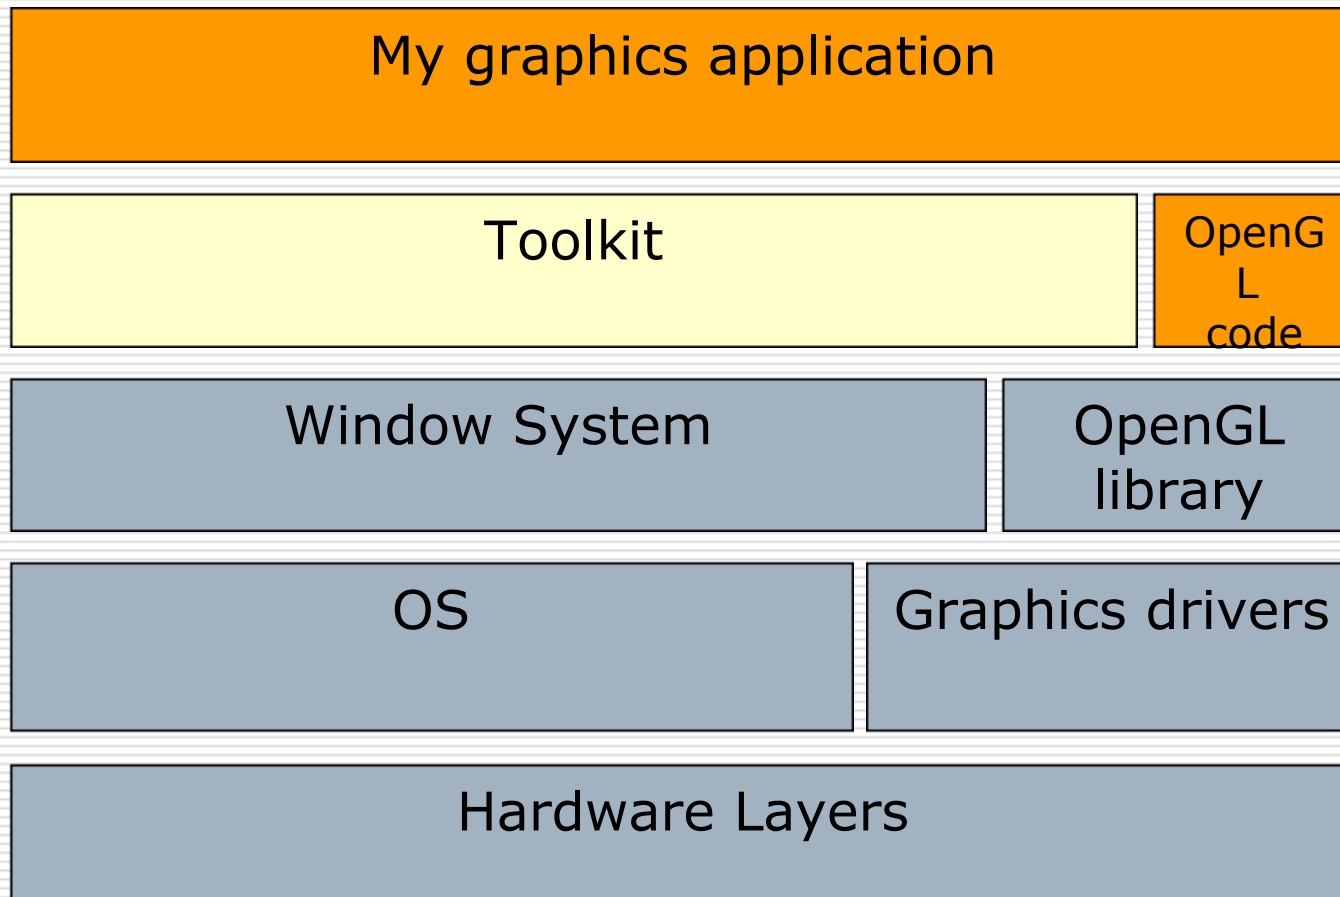 My graphics application
Toolkit
OpenG
L
code
Window System
OpenGL
library
OS
Graphics drivers
Hardware Layers